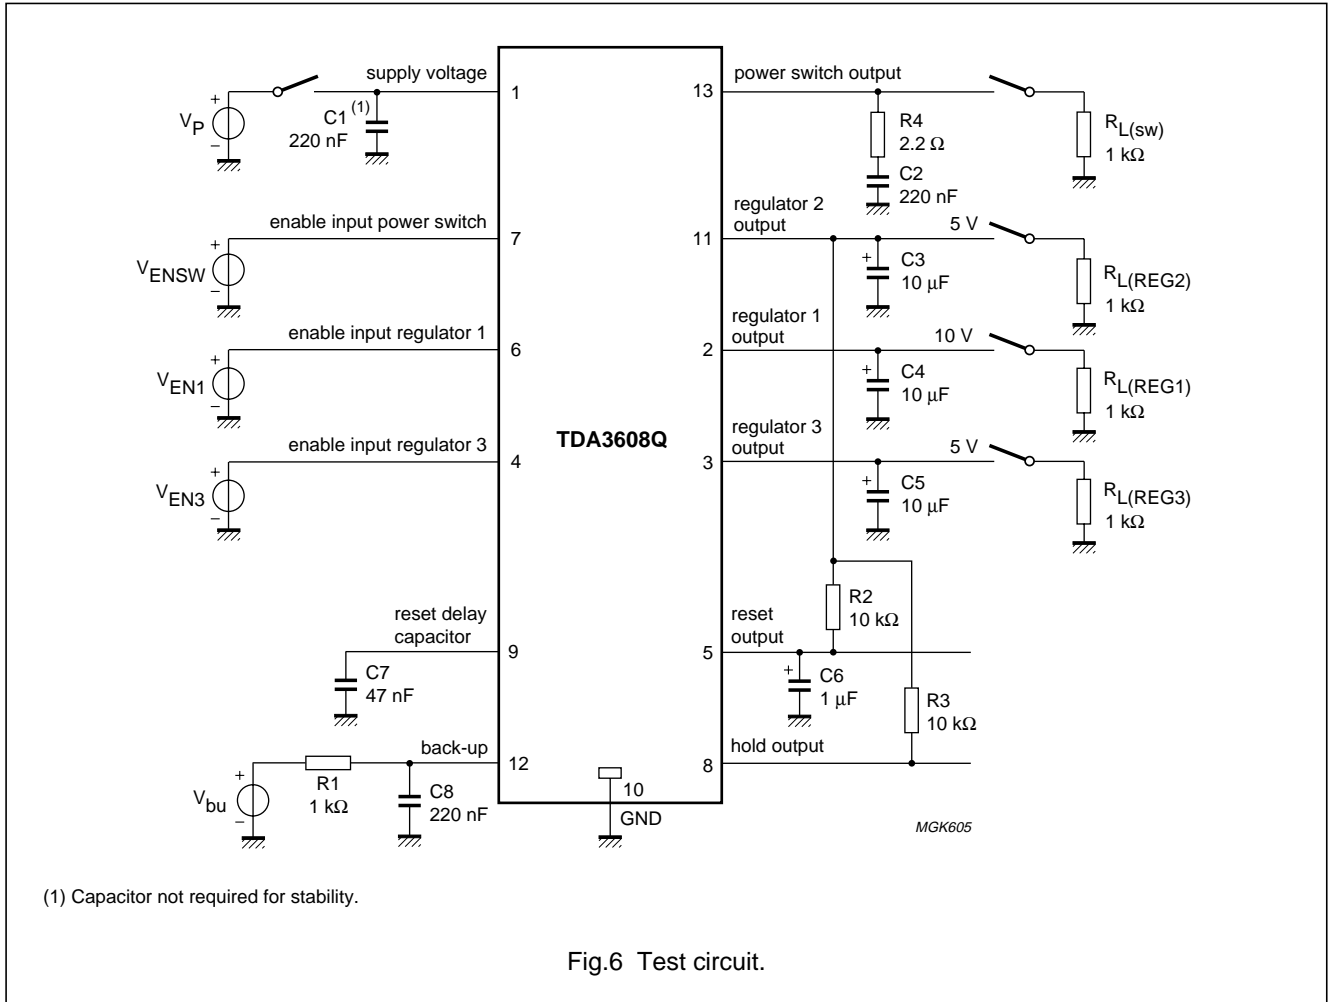 supply voltage
1
+
V_P
−
C1 (1)
220 nF
enable input power switch
7
+
V_ENSW
−
enable input regulator 1
6
+
V_EN1
−
enable input regulator 3
4
+
V_EN3
−
reset delay
capacitor
9
C7
47 nF
back-up
12
+
V_bu
−
R1
1 kΩ
C8
220 nF
TDA3608Q
10
GND
power switch output
13
R4
2.2 Ω
C2
220 nF
R_L(sw)
1 kΩ
regulator 2
output
11
5 V
+
C3
10 μF
R_L(REG2)
1 kΩ
regulator 1
output
2
10 V
+
C4
10 μF
R_L(REG1)
1 kΩ
regulator 3
output
3
5 V
+
C5
10 μF
R_L(REG3)
1 kΩ
R2
10 kΩ
reset
output
5
+
C6
1 μF
R3
10 kΩ
hold output
8
MGK605
(1) Capacitor not required for stability.
Fig.6 Test circuit.